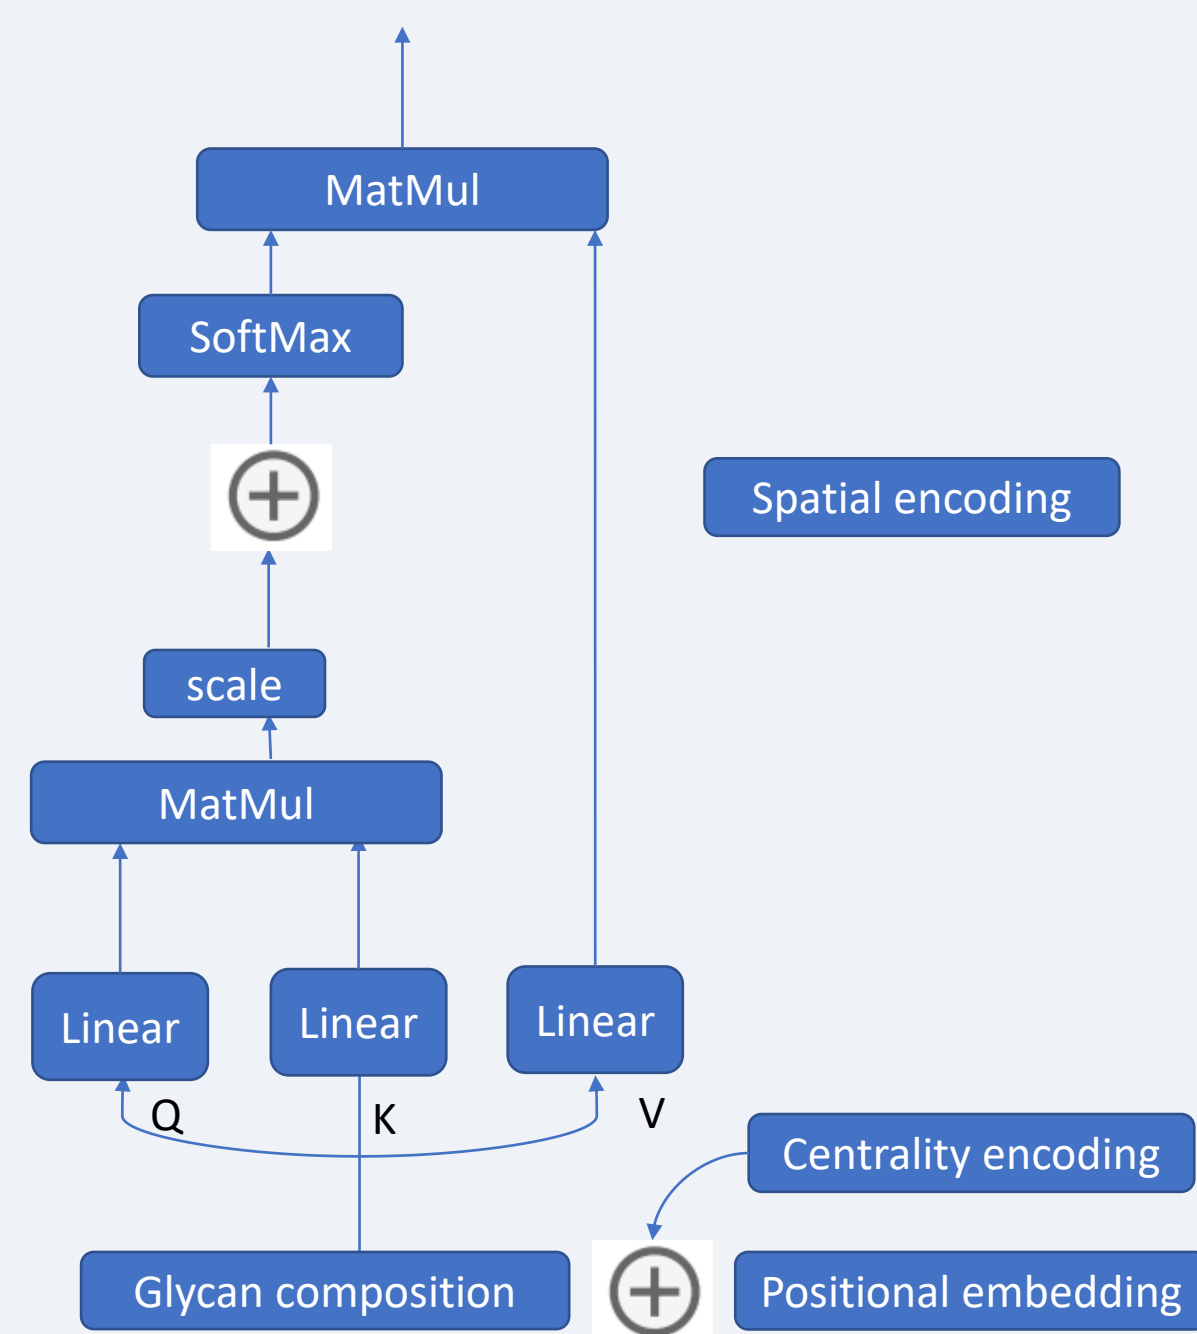 MatMul
SoftMax
Spatial encoding
scale
MatMul
Linear
Linear
Linear
Q
K
V
Centrality encoding
Glycan composition
Positional embedding